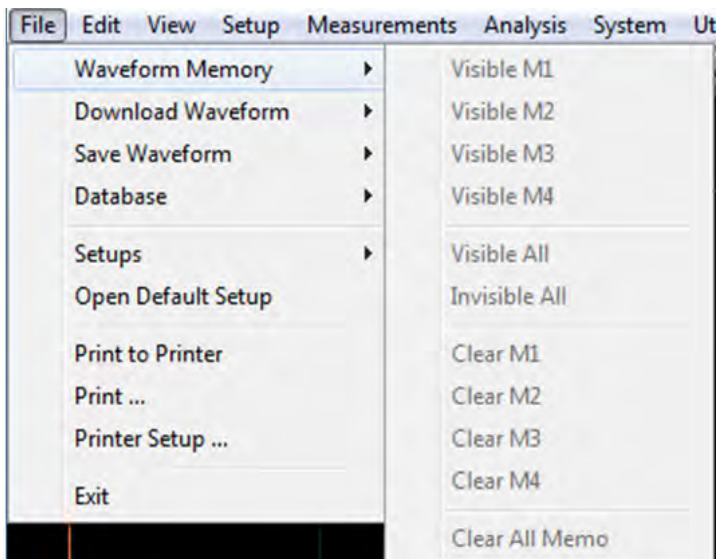 File Edit View Setup Measurements Analysis System Ut
Waveform Memory
Download Waveform
Save Waveform
Database
Setups
Open Default Setup
Print to Printer
Print ...
Printer Setup ...
Exit
Visible M1
Visible M2
Visible M3
Visible M4
Visible All
Invisible All
Clear M1
Clear M2
Clear M3
Clear M4
Clear All Memo